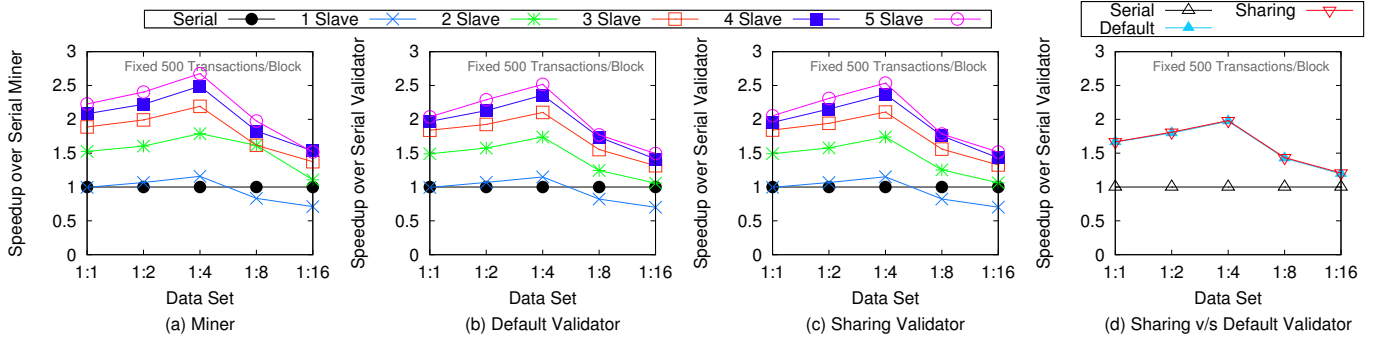 Serial 1 Slave 2 Slave 3 Slave 4 Slave 5 Slave
Serial Sharing
Default
Speedup over Serial Miner
3
2.5
2
1.5
1
0.5
0
Fixed 500 Transactions/Block
1:1 1:2 1:4 1:8 1:16
Data Set
(a) Miner
Speedup over Serial Validator
3
2.5
2
1.5
1
0.5
0
Fixed 500 Transactions/Block
1:1 1:2 1:4 1:8 1:16
Data Set
(b) Default Validator
Speedup over Serial Validator
3
2.5
2
1.5
1
0.5
0
Fixed 500 Transactions/Block
1:1 1:2 1:4 1:8 1:16
Data Set
(c) Sharing Validator
Speedup over Serial Validator
3
2.5
2
1.5
1
0.5
0
Fixed 500 Transactions/Block
1:1 1:2 1:4 1:8 1:16
Data Set
(d) Sharing v/s Default Validator